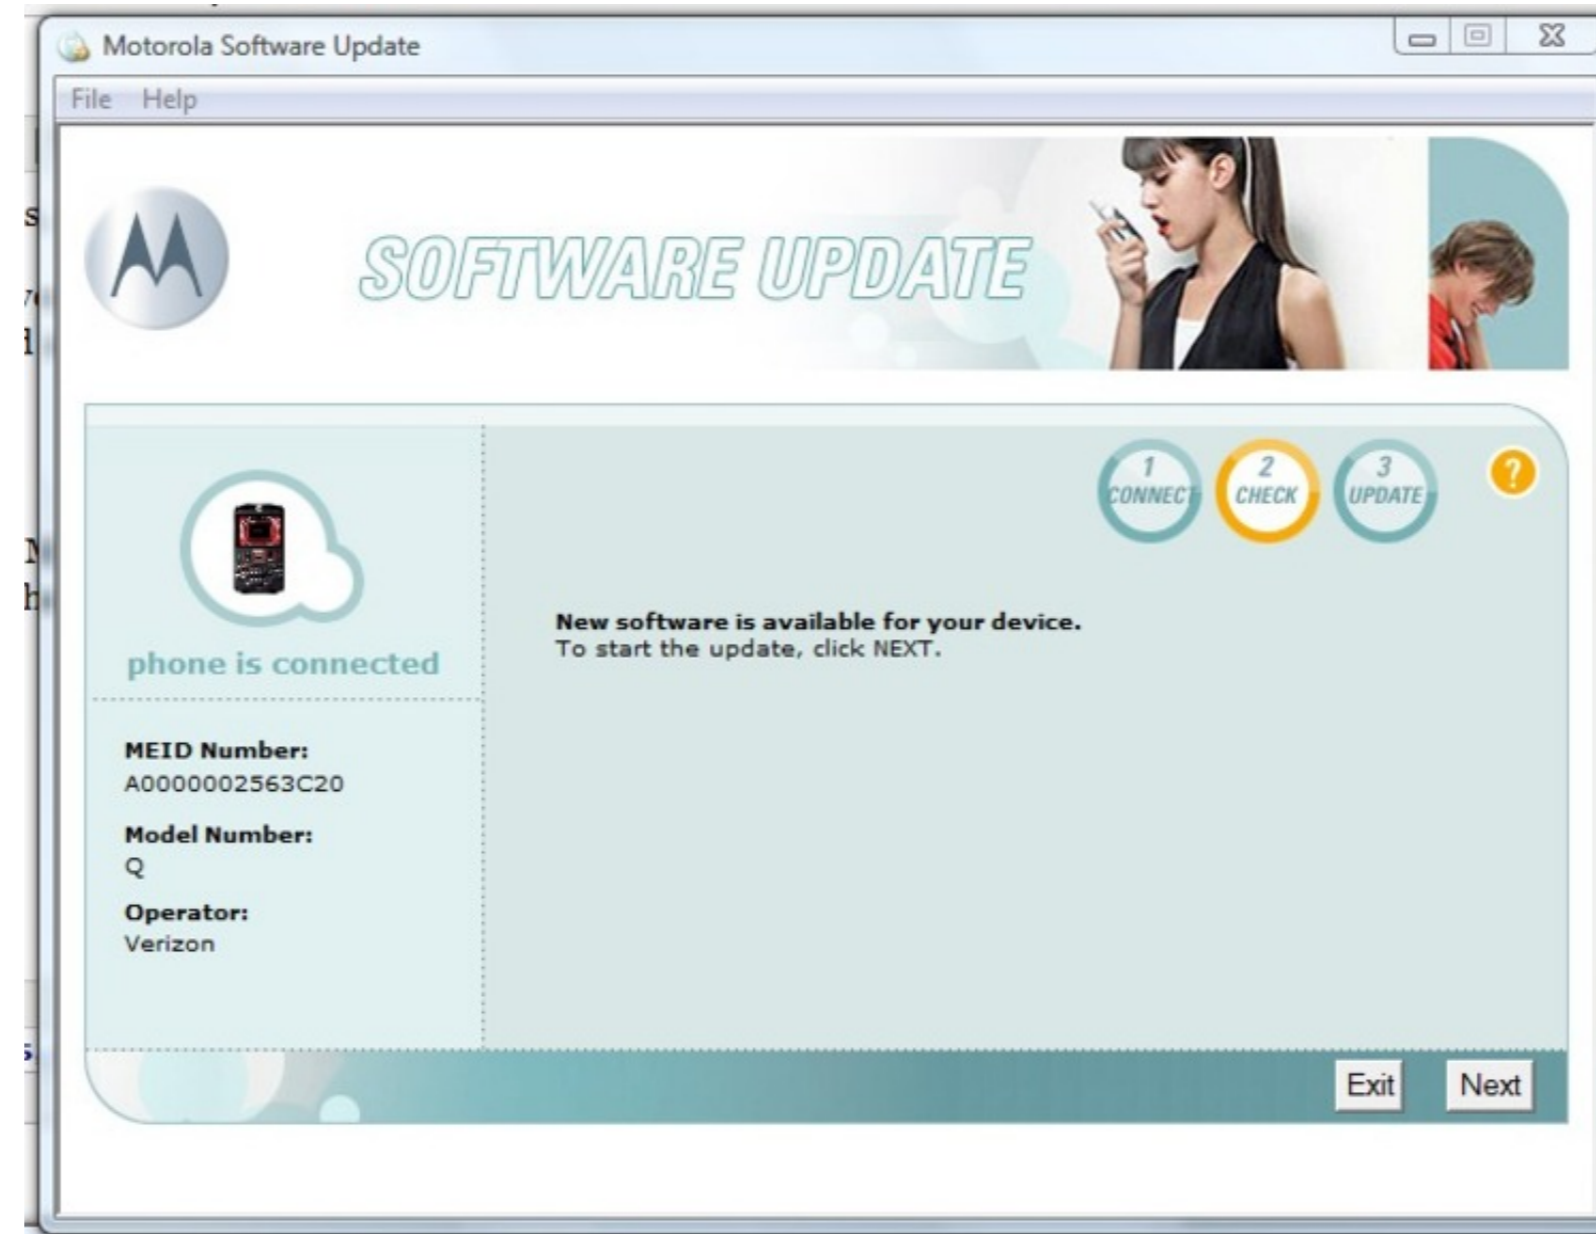 Motorola Software Update
File Help
SOFTWARE UPDATE
1
CONNECT
2
CHECK
3
UPDATE
?
phone is connected
New software is available for your device.
To start the update, click NEXT.
MEID Number:
A0000002563C20
Model Number:
Q
Operator:
Verizon
Exit Next